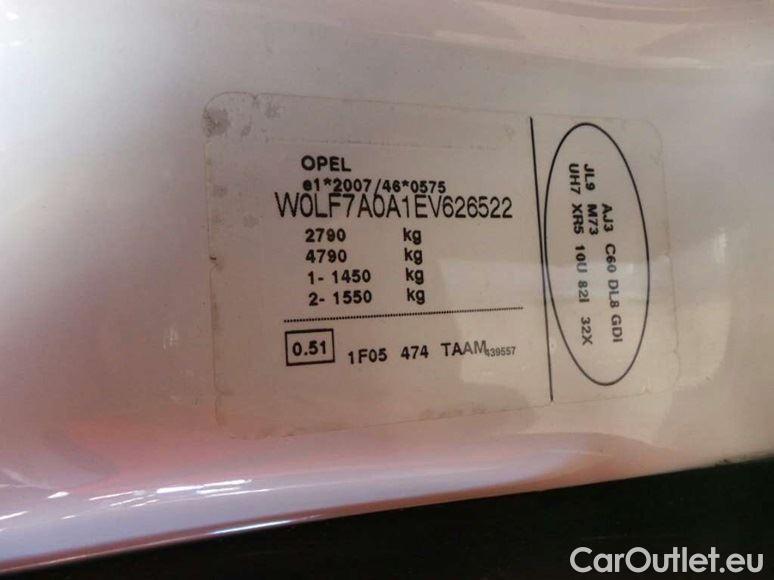 OPEL
e1*2007/46*0575
W0LF7A0A1EV626522
2790 kg
4790 kg
1- 1450 kg
2- 1550 kg
0.51 1F05 474 TAAM 439557
AJ3 C60 DL8 GDI
JL9 M73
UH7 XR5 10U 82I 32X
CarOutlet.eu